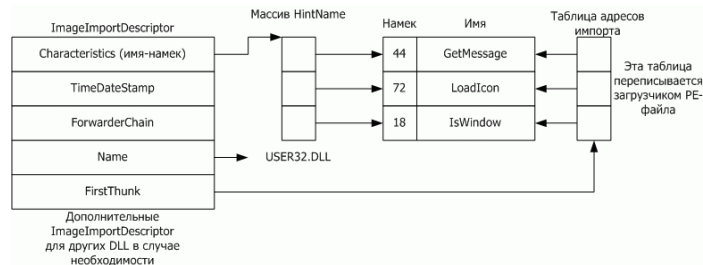 ImageImportDescriptor
Массив HintName
Намек
Имя
Таблица адресов
импорта
Characteristics (имя-намек)
44
GetMessage
Эта таблица
переписывается
загрузчиком PE-
файла
TimeDateStamp
72
LoadIcon
ForwarderChain
18
IsWindow
Name
USER32.DLL
FirstThunk
Дополнительные
ImageImportDescriptor
для других DLL в случае
необходимости